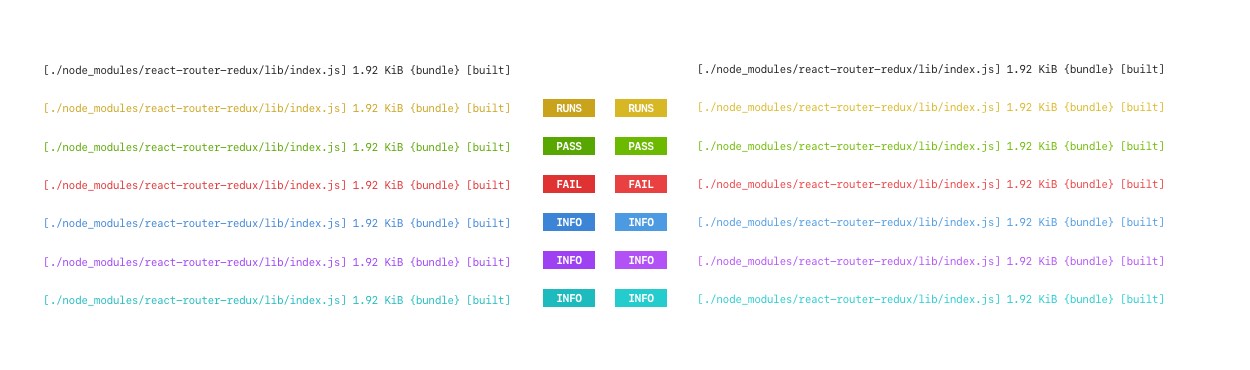 [./node_modules/react-router-redux/lib/index.js] 1.92 KiB {bundle} [built] [./node_modules/react-router-redux/lib/index.js] 1.92 KiB {bundle} [built]
[./node_modules/react-router-redux/lib/index.js] 1.92 KiB {bundle} [built] RUNS RUNS [./node_modules/react-router-redux/lib/index.js] 1.92 KiB {bundle} [built]
[./node_modules/react-router-redux/lib/index.js] 1.92 KiB {bundle} [built] PASS PASS [./node_modules/react-router-redux/lib/index.js] 1.92 KiB {bundle} [built]
[./node_modules/react-router-redux/lib/index.js] 1.92 KiB {bundle} [built] FAIL FAIL [./node_modules/react-router-redux/lib/index.js] 1.92 KiB {bundle} [built]
[./node_modules/react-router-redux/lib/index.js] 1.92 KiB {bundle} [built] INFO INFO [./node_modules/react-router-redux/lib/index.js] 1.92 KiB {bundle} [built]
[./node_modules/react-router-redux/lib/index.js] 1.92 KiB {bundle} [built] INFO INFO [./node_modules/react-router-redux/lib/index.js] 1.92 KiB {bundle} [built]
[./node_modules/react-router-redux/lib/index.js] 1.92 KiB {bundle} [built] INFO INFO [./node_modules/react-router-redux/lib/index.js] 1.92 KiB {bundle} [built]